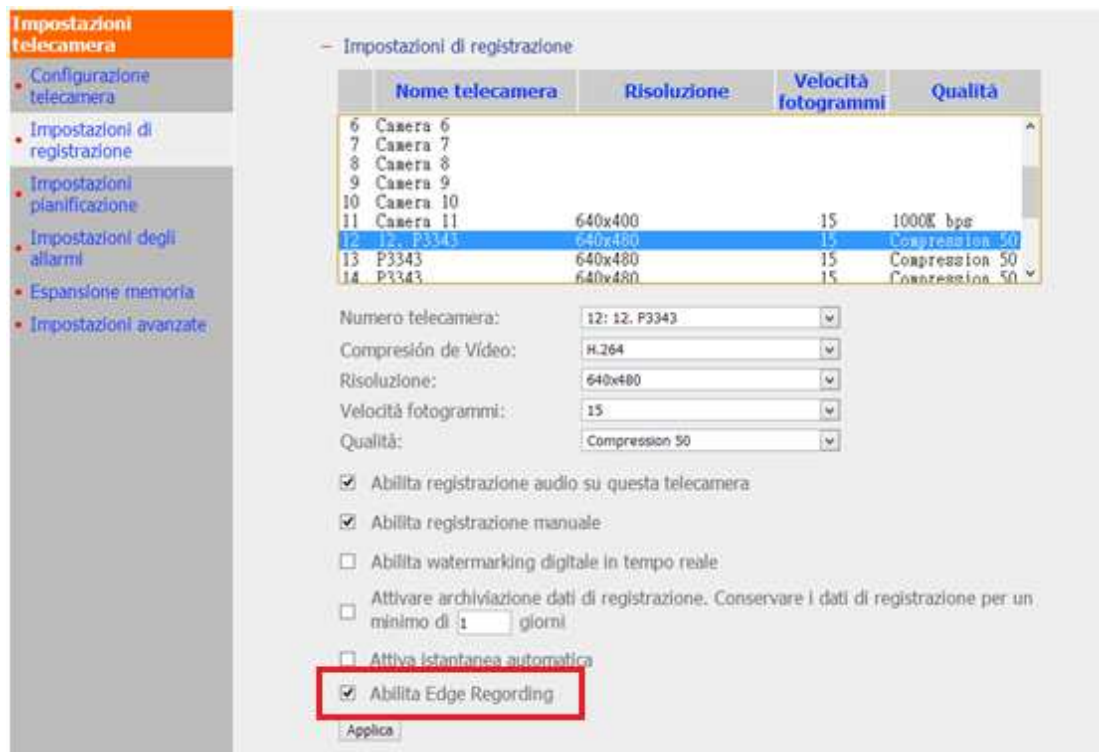 Impostazioni
telecamera
Configurazione
telecamera
Impostazioni di
registrazione
Impostazioni
pianificazione
Impostazioni degli
allarmi
Espansione memoria
Impostazioni avanzate
− Impostazioni di registrazione
Nome telecamera Risoluzione Velocità fotogrammi Qualità
6 Camera 6
7 Camera 7
8 Camera 8
9 Camera 9
10 Camera 10
11 Camera 11 640x400 15 1000K bps
12 12. P3343 640x480 15 Compression 50
13 P3343 640x480 15 Compression 50
14 P3343 640x480 15 Compression 50
Numero telecamera: 12: 12. P3343
Compresión de Vídeo: H.264
Risoluzione: 640x480
Velocità fotogrammi: 15
Qualità: Compression 50
Abilita registrazione audio su questa telecamera
Abilita registrazione manuale
Abilita watermarking digitale in tempo reale
Attivare archiviazione dati di registrazione. Conservare i dati di registrazione per un
minimo di 1 giorni
Attiva istantanea automatica
Abilita Edge Regording
Applica